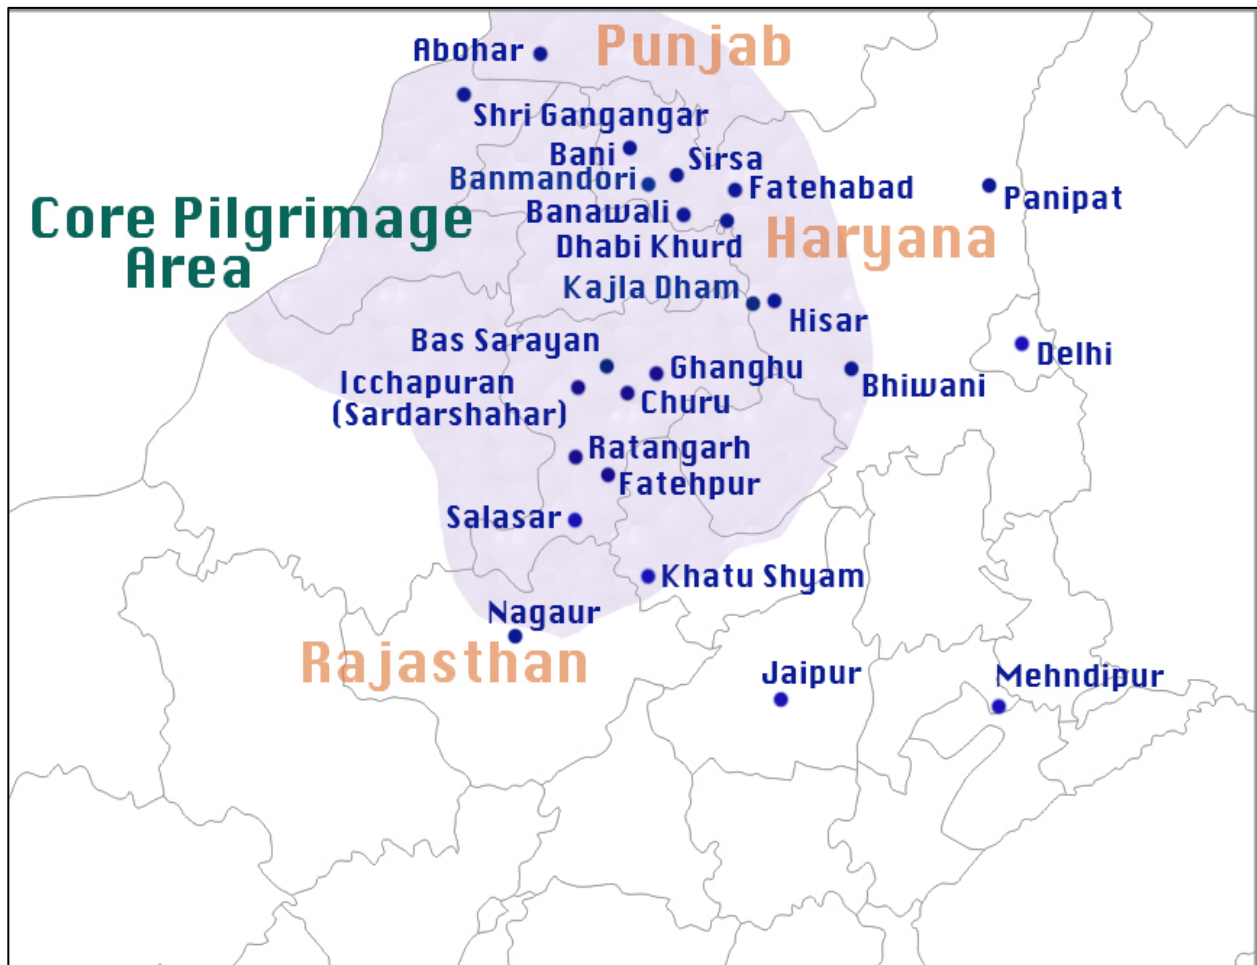 Punjab
Abohar
Shri Gangangar
Bani
Sirsa
Banmandori
Fatehabad
Panipat
Core Pilgrimage
Area
Banawali
Haryana
Dhabi Khurd
Kajla Dham
Hisar
Bas Sarayan
Delhi
Ghanghu
Icchapuran
(Sardarshahar)
Bhiwani
Churu
Ratangarh
Fatehpur
Salasar
Khatu Shyam
Nagaur
Rajasthan
Jaipur
Mehndipur